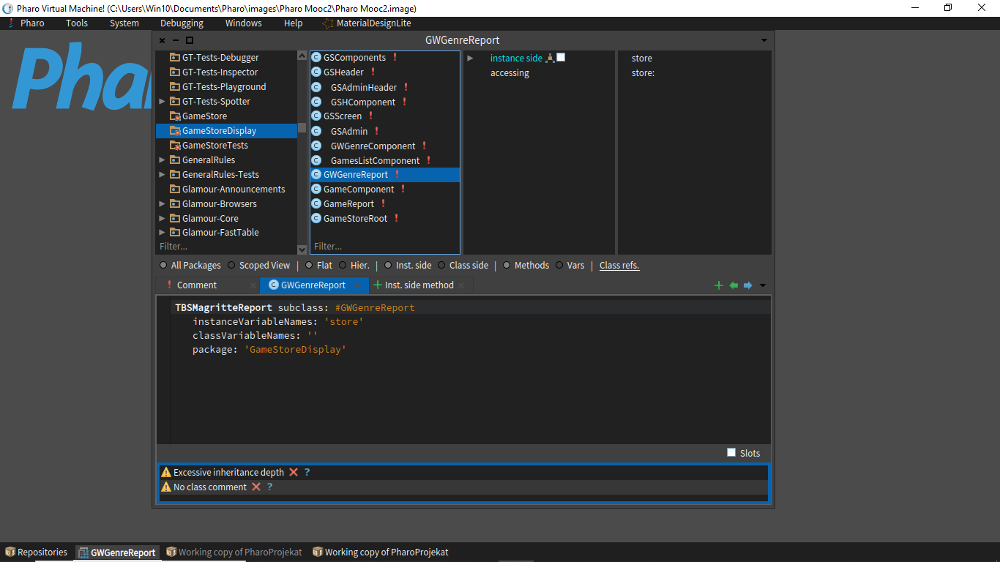 Pharo Virtual Machine! (C:\Users\Win10\Documents\Pharo\images\Pharo Mooc2\Pharo Mooc2.image)
Pharo Tools System Debugging Windows Help MaterialDesignLite
Phar
GWGenreReport
GT-Tests-Debugger
GT-Tests-Inspector
GT-Tests-Playground
GT-Tests-Spotter
GameStore
GameStoreDisplay
GameStoreTests
GeneralRules
GeneralRules-Tests
Glamour-Announcements
Glamour-Browsers
Glamour-Core
Glamour-FastTable
Filter...
GSComponents
GSHeader
GSAdminHeader
GSHComponent
GSScreen
GSAdmin
GWGenreComponent
GamesListComponent
GWGenreReport
GameComponent
GameReport
GameStoreRoot
Filter...
instance side
accessing
store
store:
All Packages Scoped View | Flat Hier. | Inst. side Class side | Methods Vars | Class refs.
Comment GWGenreReport Inst. side method
TBSMagritteReport subclass: #GWGenreReport
instanceVariableNames: 'store'
classVariableNames: ''
package: 'GameStoreDisplay'
Slots
Excessive inheritance depth ?
No class comment ?
Repositories GWGenreReport Working copy of PharoProjekat Working copy of PharoProjekat